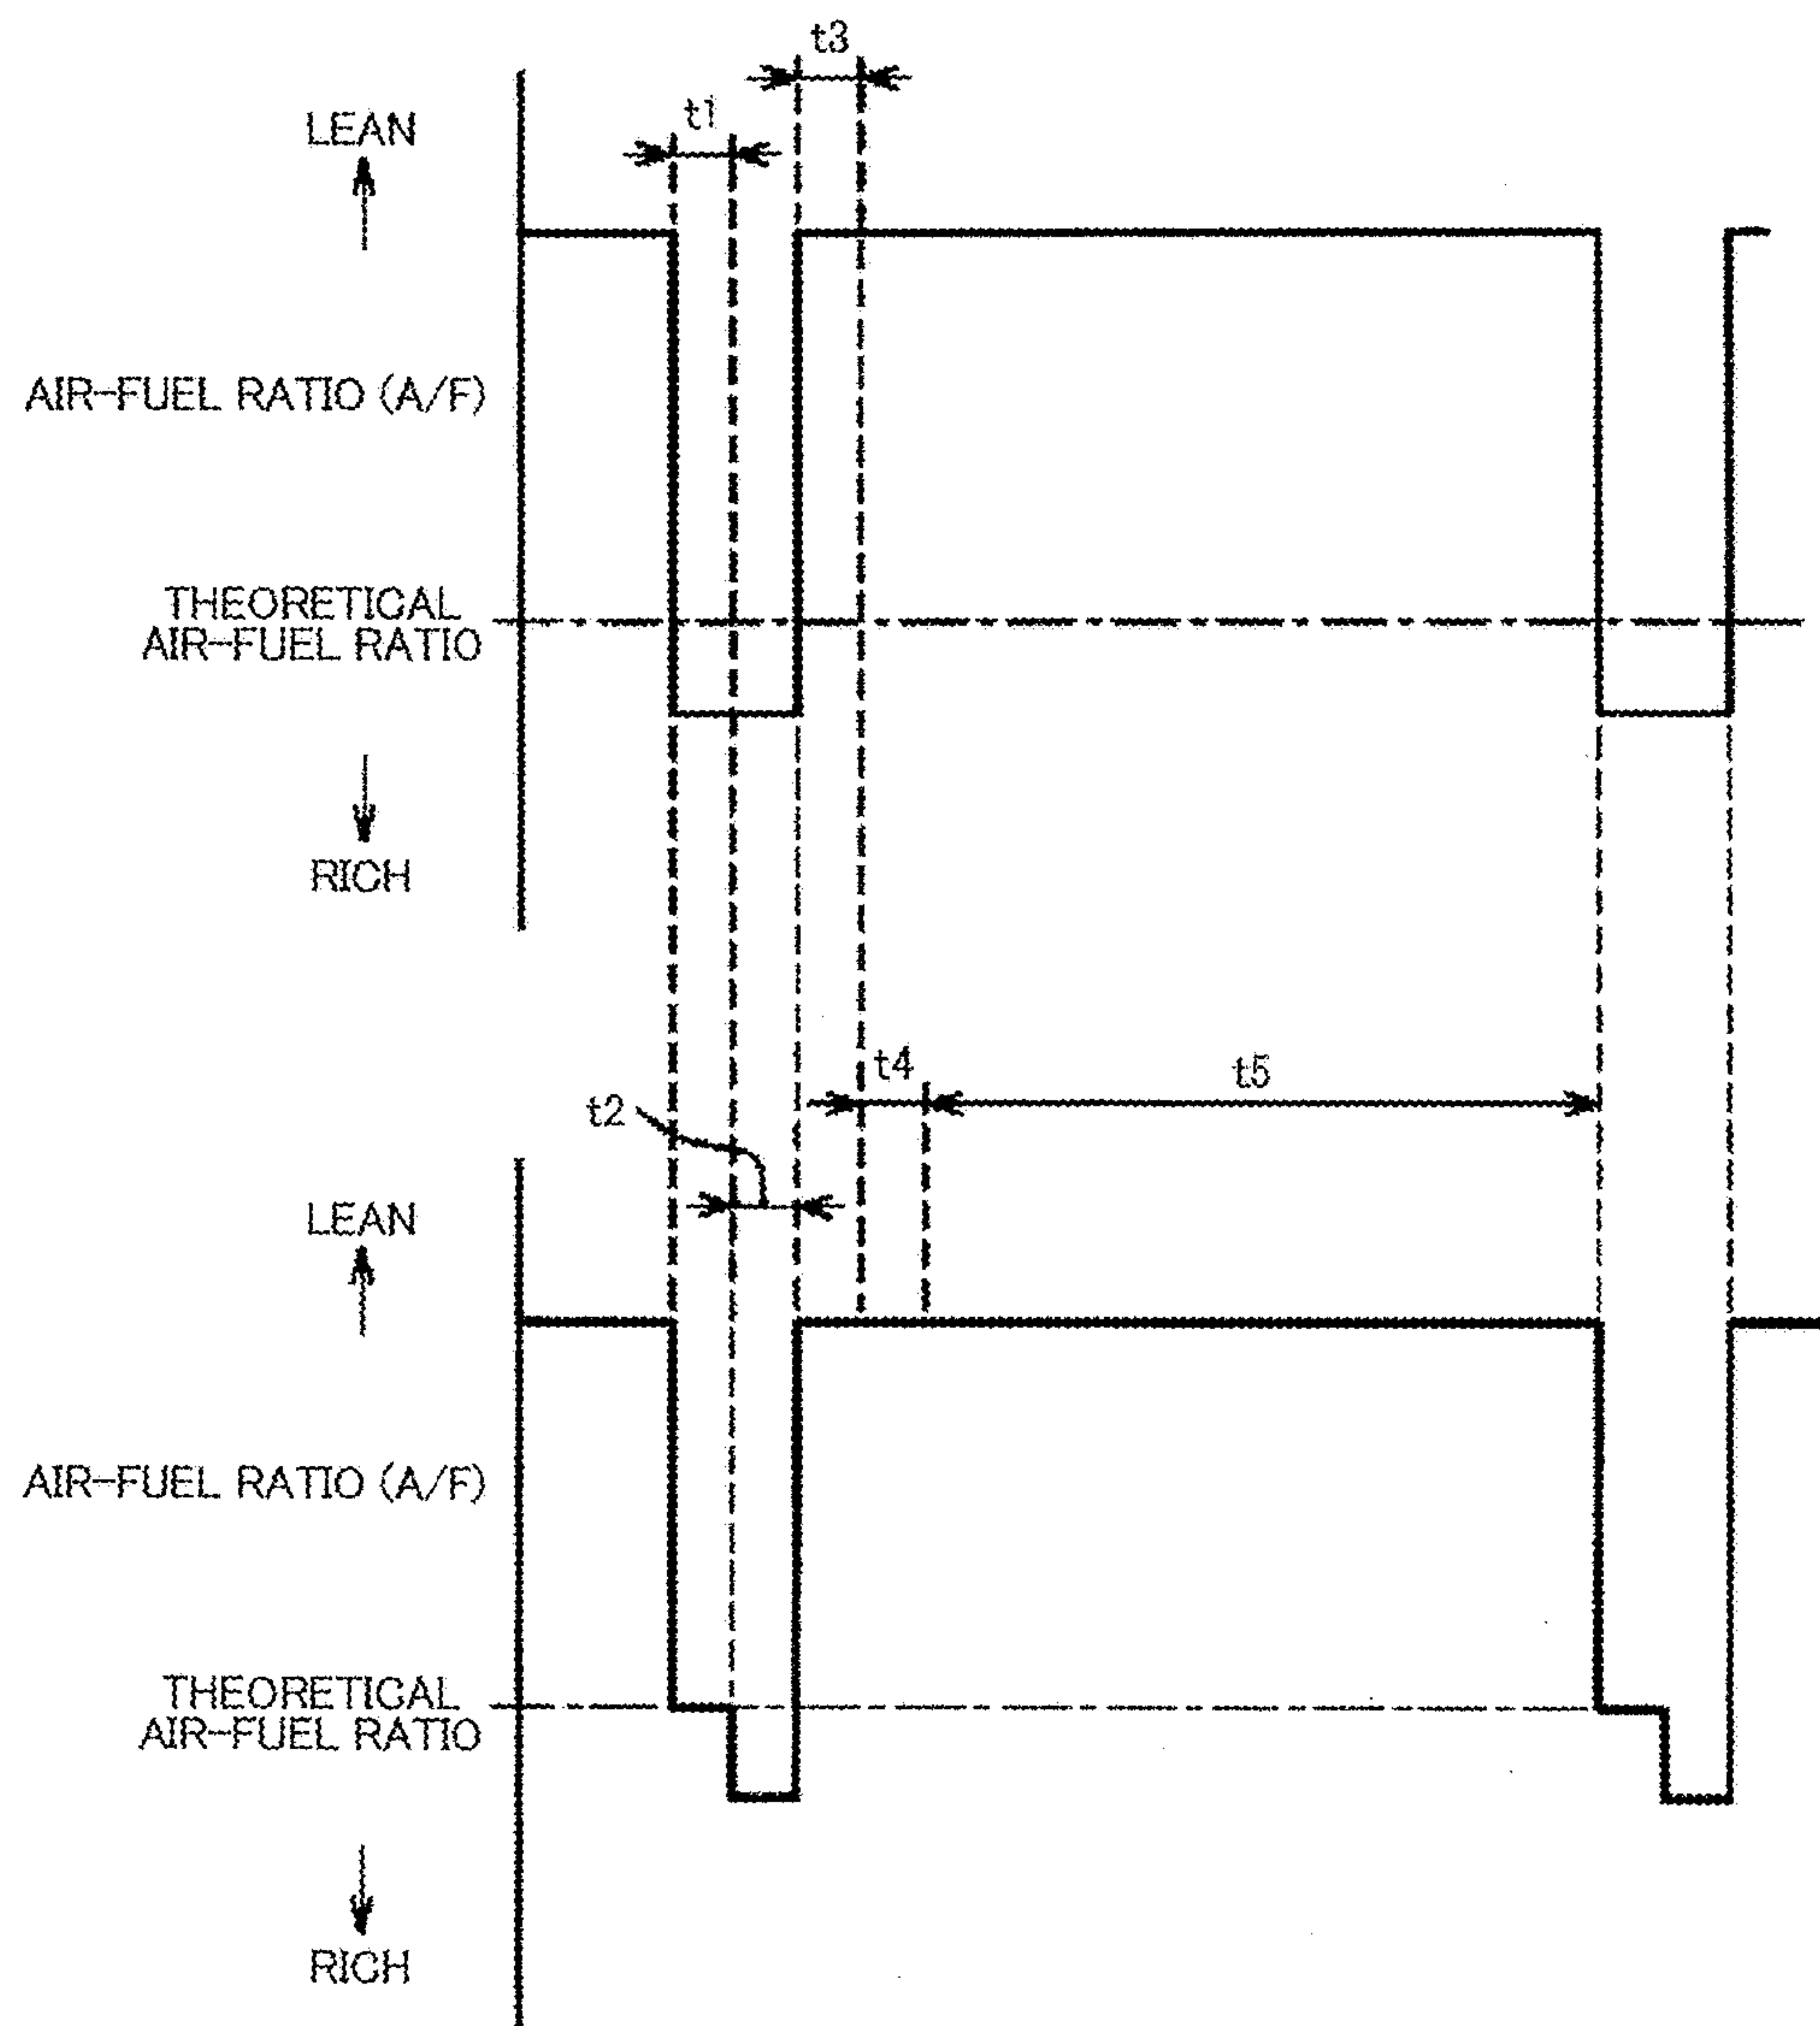 t3
t1
LEAN
AIR-FUEL RATIO (A/F)
THEORETICAL
AIR-FUEL RATIO
RICH
t4
t5
t2
LEAN
AIR-FUEL RATIO (A/F)
THEORETICAL
AIR-FUEL RATIO
RICH